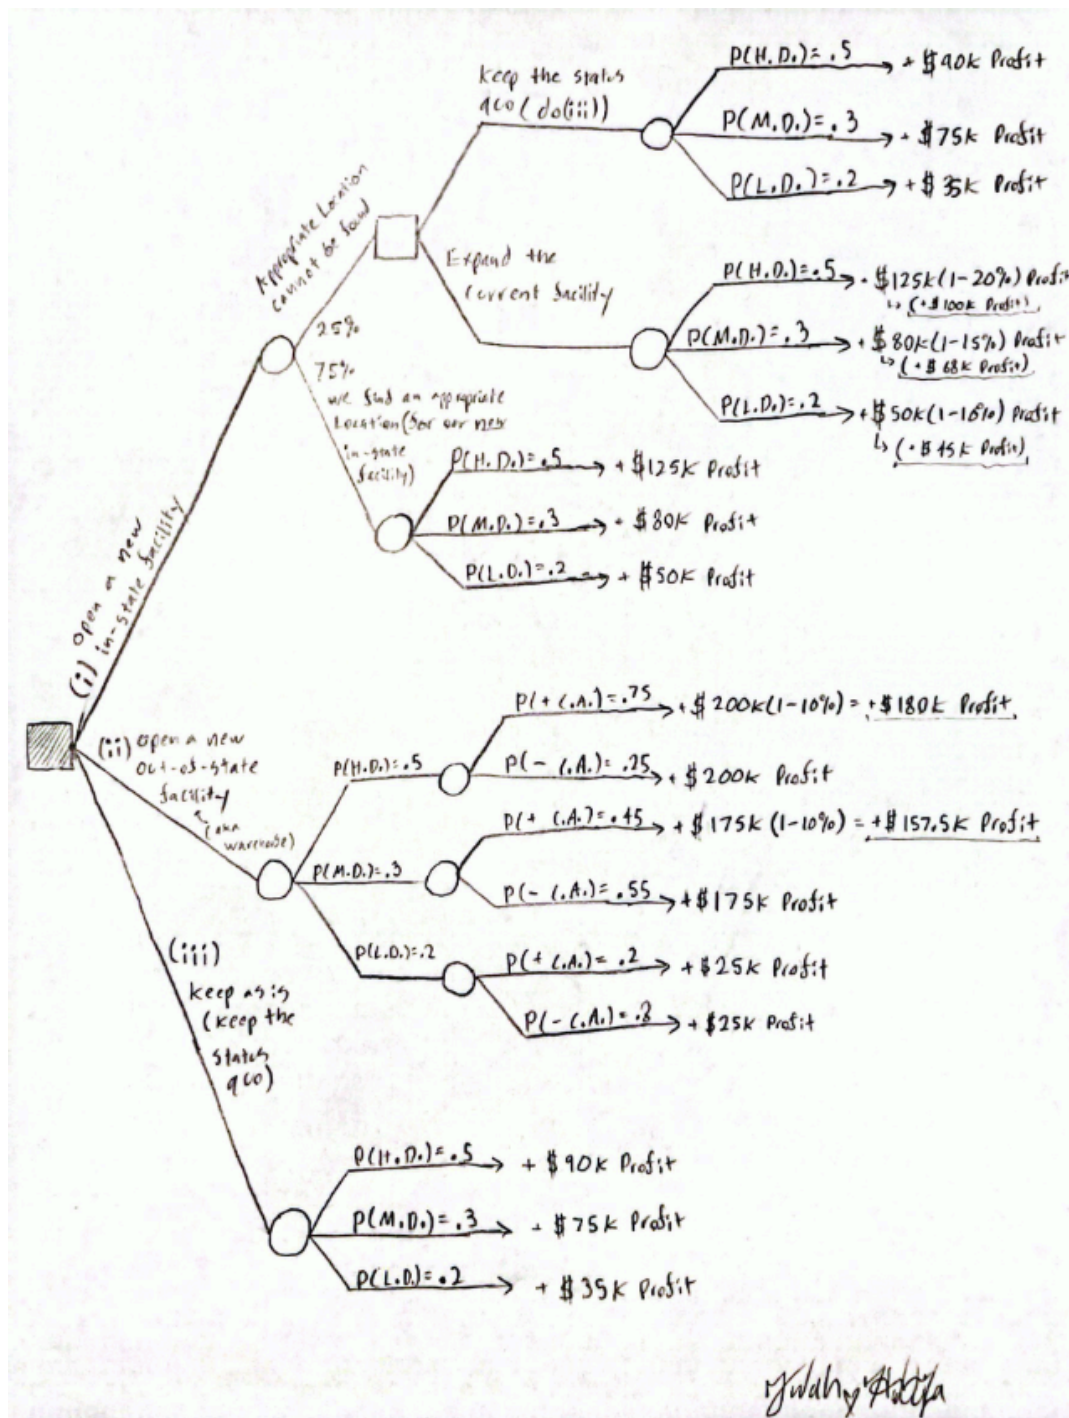 keep the status
quo (do(iii))
P(H.D.)=.5
+ $90k Profit
P(M.D.)=.3
+ $75k Profit
P(L.D.)=.2
+ $35k Profit
Appropriate Location
cannot be found
25%
Expand the
current facility
P(H.D.)=.5
+ $125k(1-20%) Profit
↳ (+$100k Profit)
P(M.D.)=.3
+ $80k(1-15%) Profit
↳ (+$68k Profit)
P(L.D.)=.2
+ $50k(1-10%) Profit
↳ (+$45k Profit)
75%
we find an appropriate
Location (for our new
in-state
facility)
P(H.D.)=.5
+ $125k Profit
P(M.D.)=.3
+ $80k Profit
P(L.D.)=.2
+ $50k Profit
(i) open a new
in-state facility
(ii) open a new
out-of-state
facility
(aka
warehouse)
P(H.D.)=.5
P(+ C.A.)=.75
+ $200k(1-10%) = +$180k Profit
P(- C.A.)=.25
+ $200k Profit
P(M.D.)=.3
P(+ C.A.)=.45
+ $175k (1-10%) = +$157.5k Profit
P(- C.A.)=.55
+ $175k Profit
P(L.D.)=.2
P(+ C.A.)=.2
+ $25k Profit
P(- C.A.)=.8
+ $25k Profit
(iii)
keep as is
(keep the
status
quo)
P(H.D.)=.5
+ $90k Profit
P(M.D.)=.3
+ $75k Profit
P(L.D.)=.2
+ $35k Profit